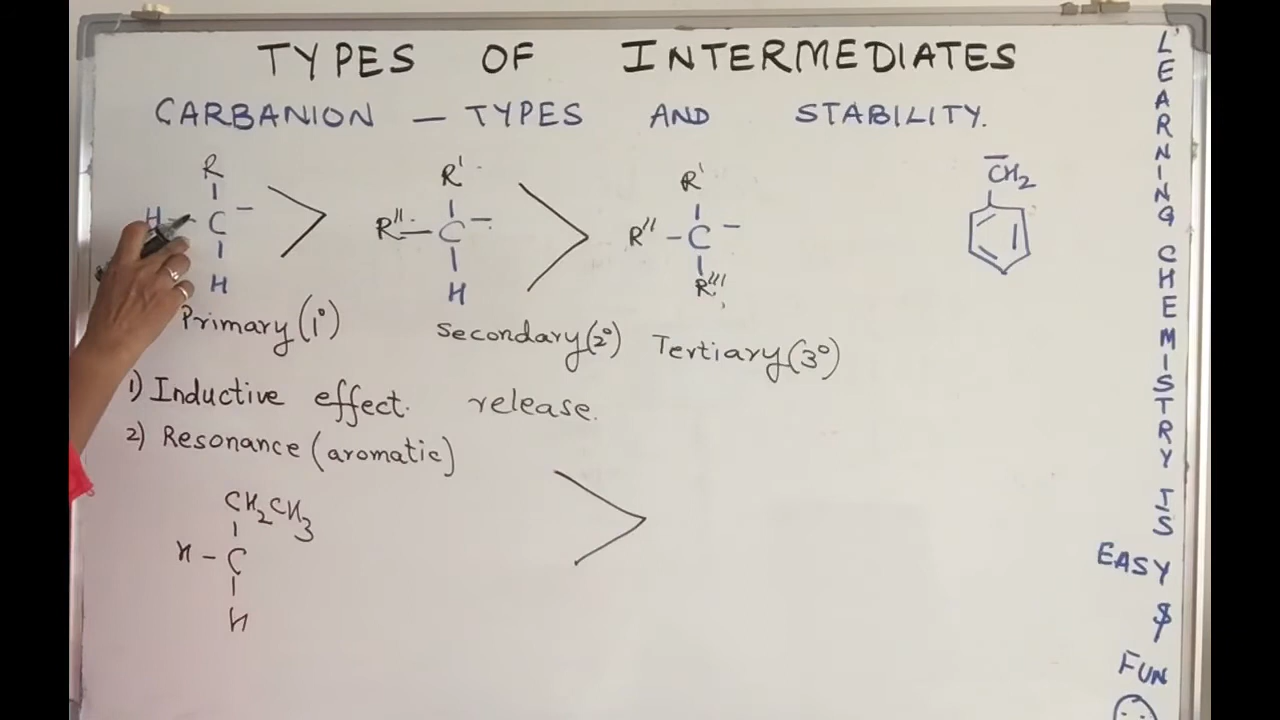 TYPES OF INTERMEDIATES
CARBANION – TYPES AND STABILITY.
R
H – C –
H
>
R'
R'' – C –
H
>
R'
R'' – C –
R'''
–CH2
Primary (1°)
Secondary (2°)
Tertiary (3°)
1) Inductive effect. release.
2) Resonance (aromatic)
CH2CH3
H – C
H
>
LEARNING CHEMISTRY IS
EASY $
FUN